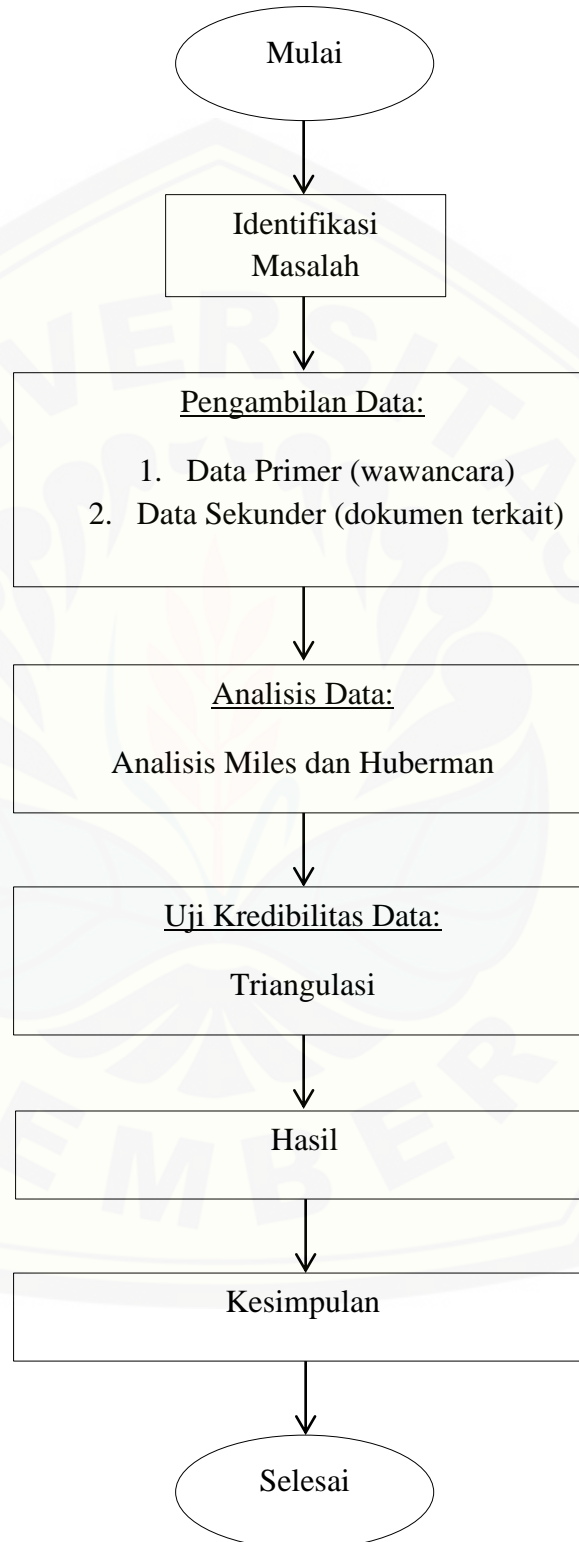 Mulai
Identifikasi
Masalah
Pengambilan Data:
1. Data Primer (wawancara)
2. Data Sekunder (dokumen terkait)
Analisis Data:
Analisis Miles dan Huberman
Uji Kredibilitas Data:
Triangulasi
Hasil
Kesimpulan
Selesai